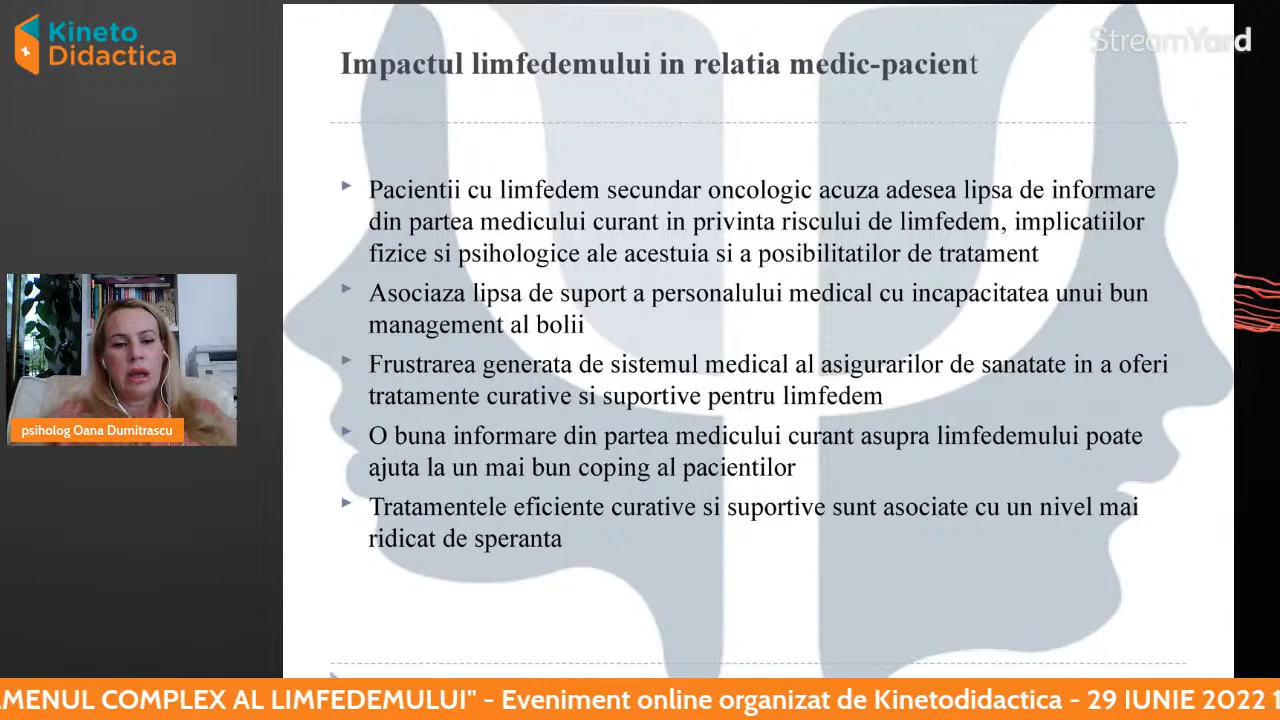 Kineto
Didactica
StreamYard
Impactul limfedemului in relatia medic-pacient
Pacientii cu limfedem secundar oncologic acuza adesea lipsa de informare
din partea medicului curant in privinta riscului de limfedem, implicatiilor
fizice si psihologice ale acestuia si a posibilitatilor de tratament
Asociaza lipsa de suport a personalului medical cu incapacitatea unui bun
management al bolii
Frustrarea generata de sistemul medical al asigurarilor de sanatate in a oferi
tratamente curative si suportive pentru limfedem
O buna informare din partea medicului curant asupra limfedemului poate
ajuta la un mai bun coping al pacientilor
Tratamentele eficiente curative si suportive sunt asociate cu un nivel mai
ridicat de speranta
psiholog Oana Dumitrascu
AMENUL COMPLEX AL LIMFEDEMULUI" - Eveniment online organizat de Kinetodidactica - 29 IUNIE 2022 1